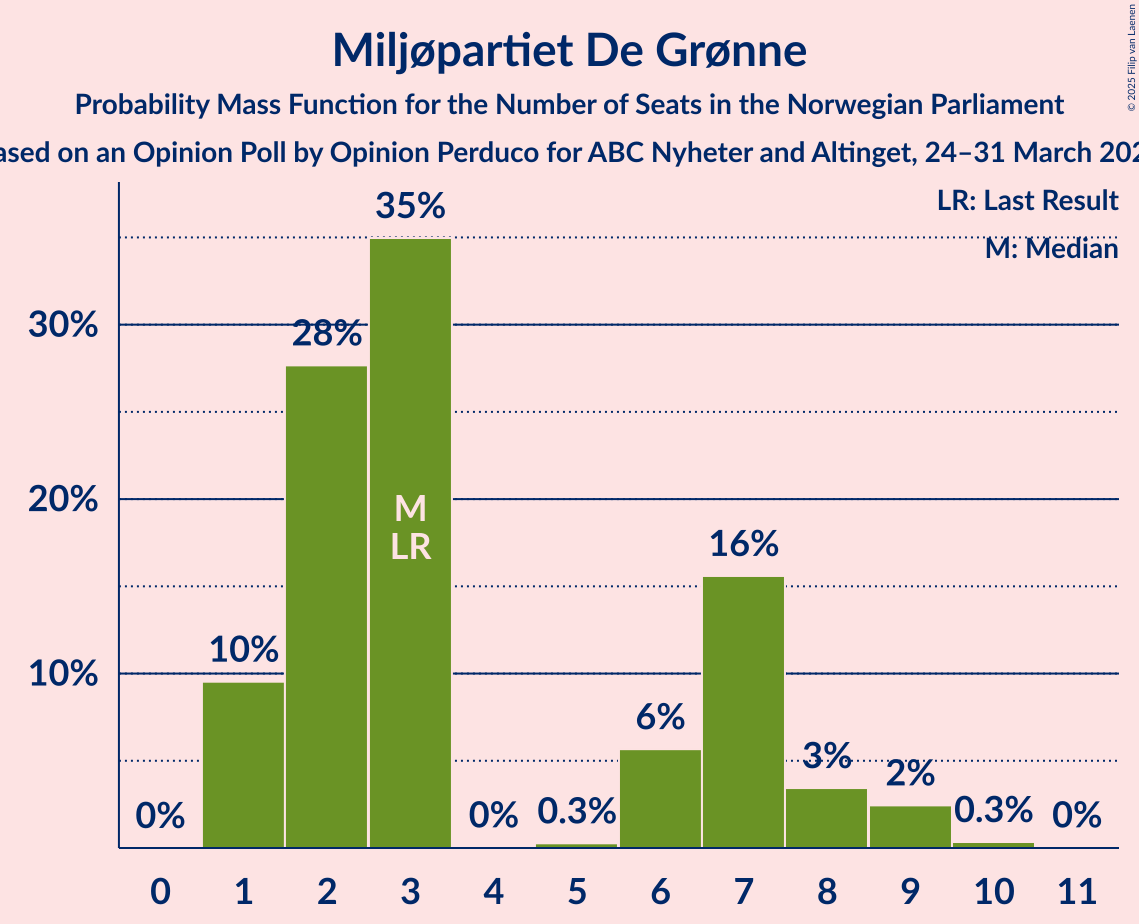 Miljøpartiet De Grønne
Probability Mass Function for the Number of Seats in the Norwegian Parliament
on an Opinion Poll by Opinion Perduco for ABC Nyheter and Altinget, 24–31 March
© 2025 Filip van Laenen
LR: Last Result
M: Median
35%
30%
28%
20%
M
LR
16%
10%
10%
6%
3%
2%
0%
0%
0.3%
0.3%
0%
0 1 2 3 4 5 6 7 8 9 10 11